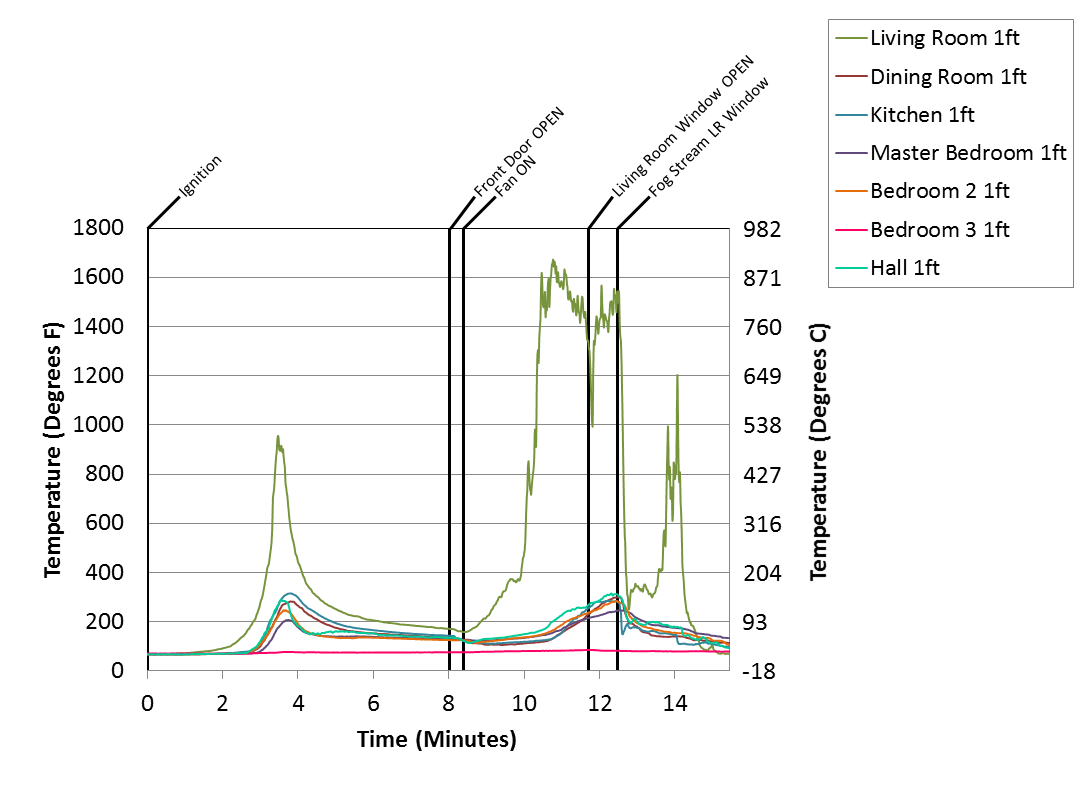 Living Room 1ft
Dining Room 1ft
Kitchen 1ft
Master Bedroom 1ft
Bedroom 2 1ft
Bedroom 3 1ft
Hall 1ft
Ignition
Front Door OPEN
Fan ON
Living Room Window OPEN
Fog Stream LR Window
1800
1600
1400
1200
1000
800
600
400
200
0
Temperature (Degrees F)
982
871
760
649
538
427
316
204
93
-18
Temperature (Degrees C)
0
2
4
6
8
10
12
14
Time (Minutes)